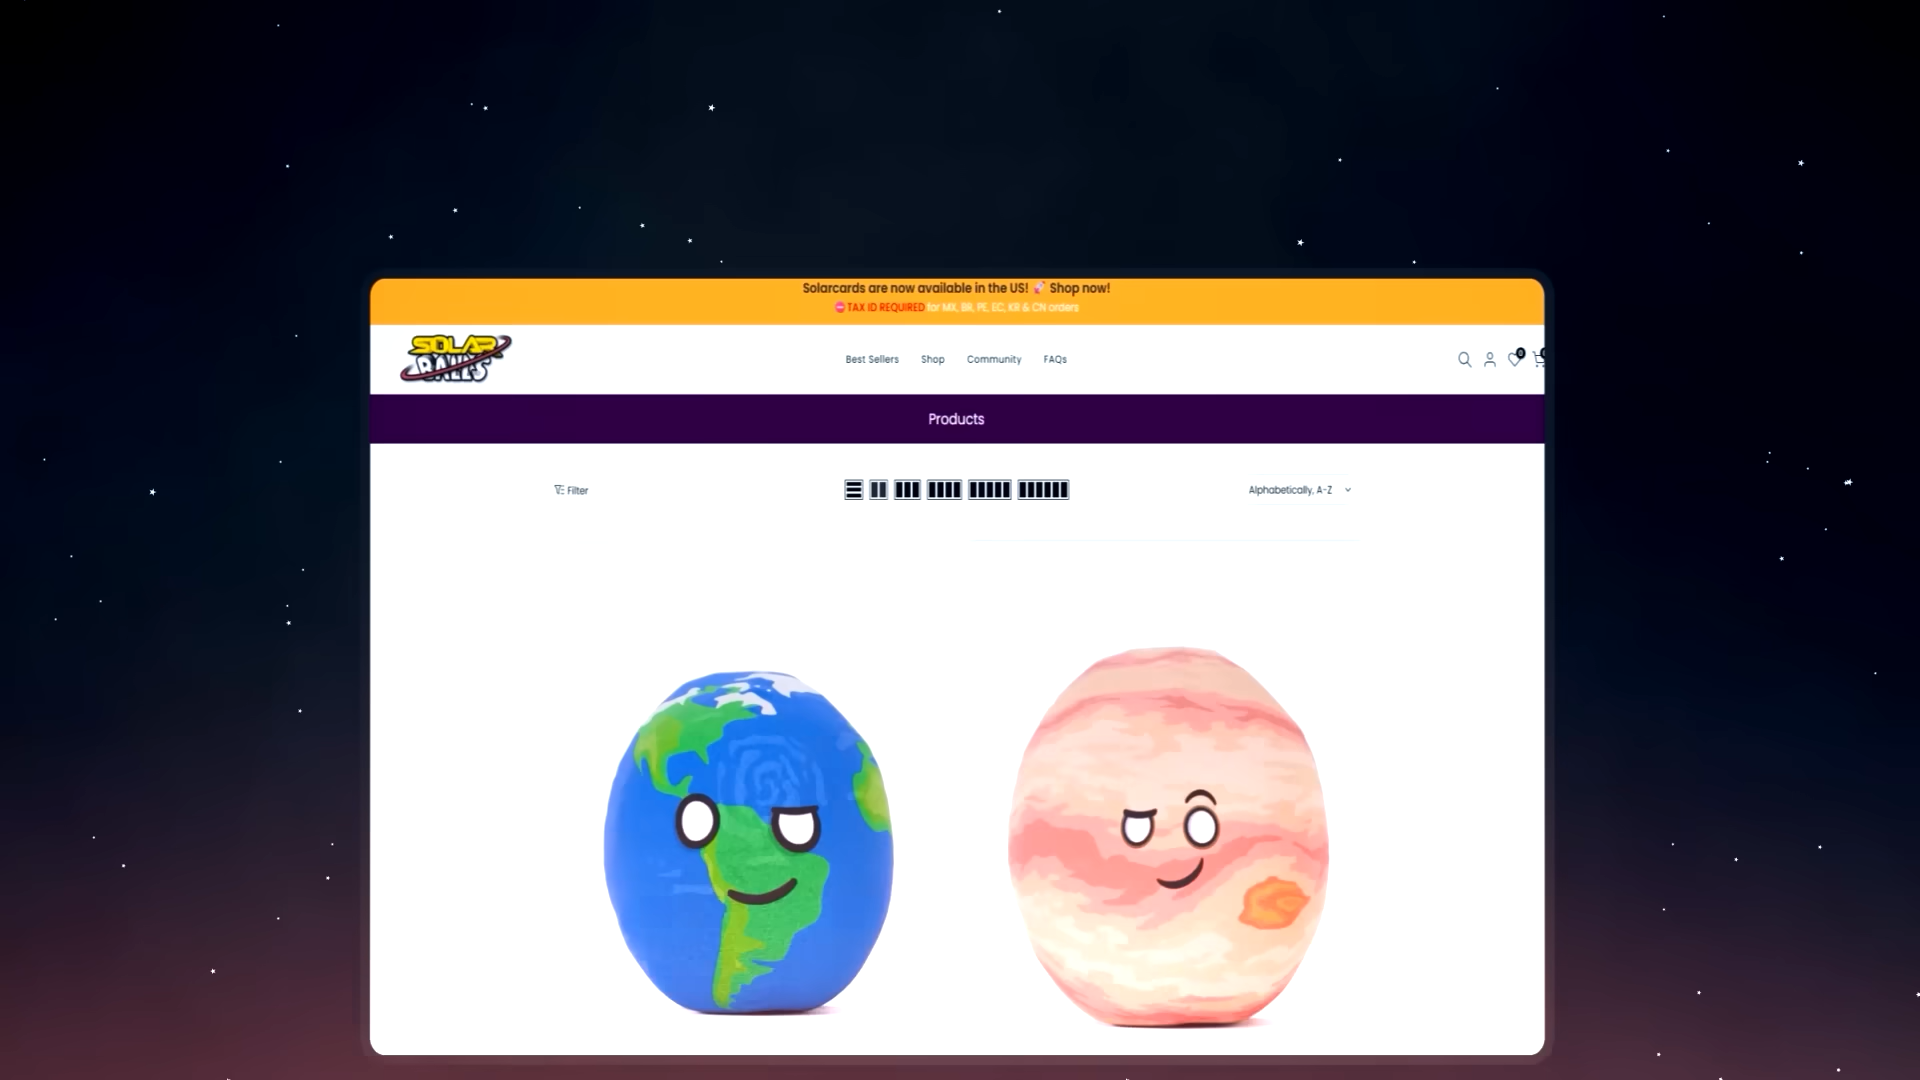 Solarcards are now available in the US! 🚀 Shop now!
⛔ TAX ID REQUIRED for MX, BR, PE, EC, KR & CN orders
SOLAR
BALLS
Best Sellers Shop Community FAQs
0
Products
Filter
Alphabetically, A-Z